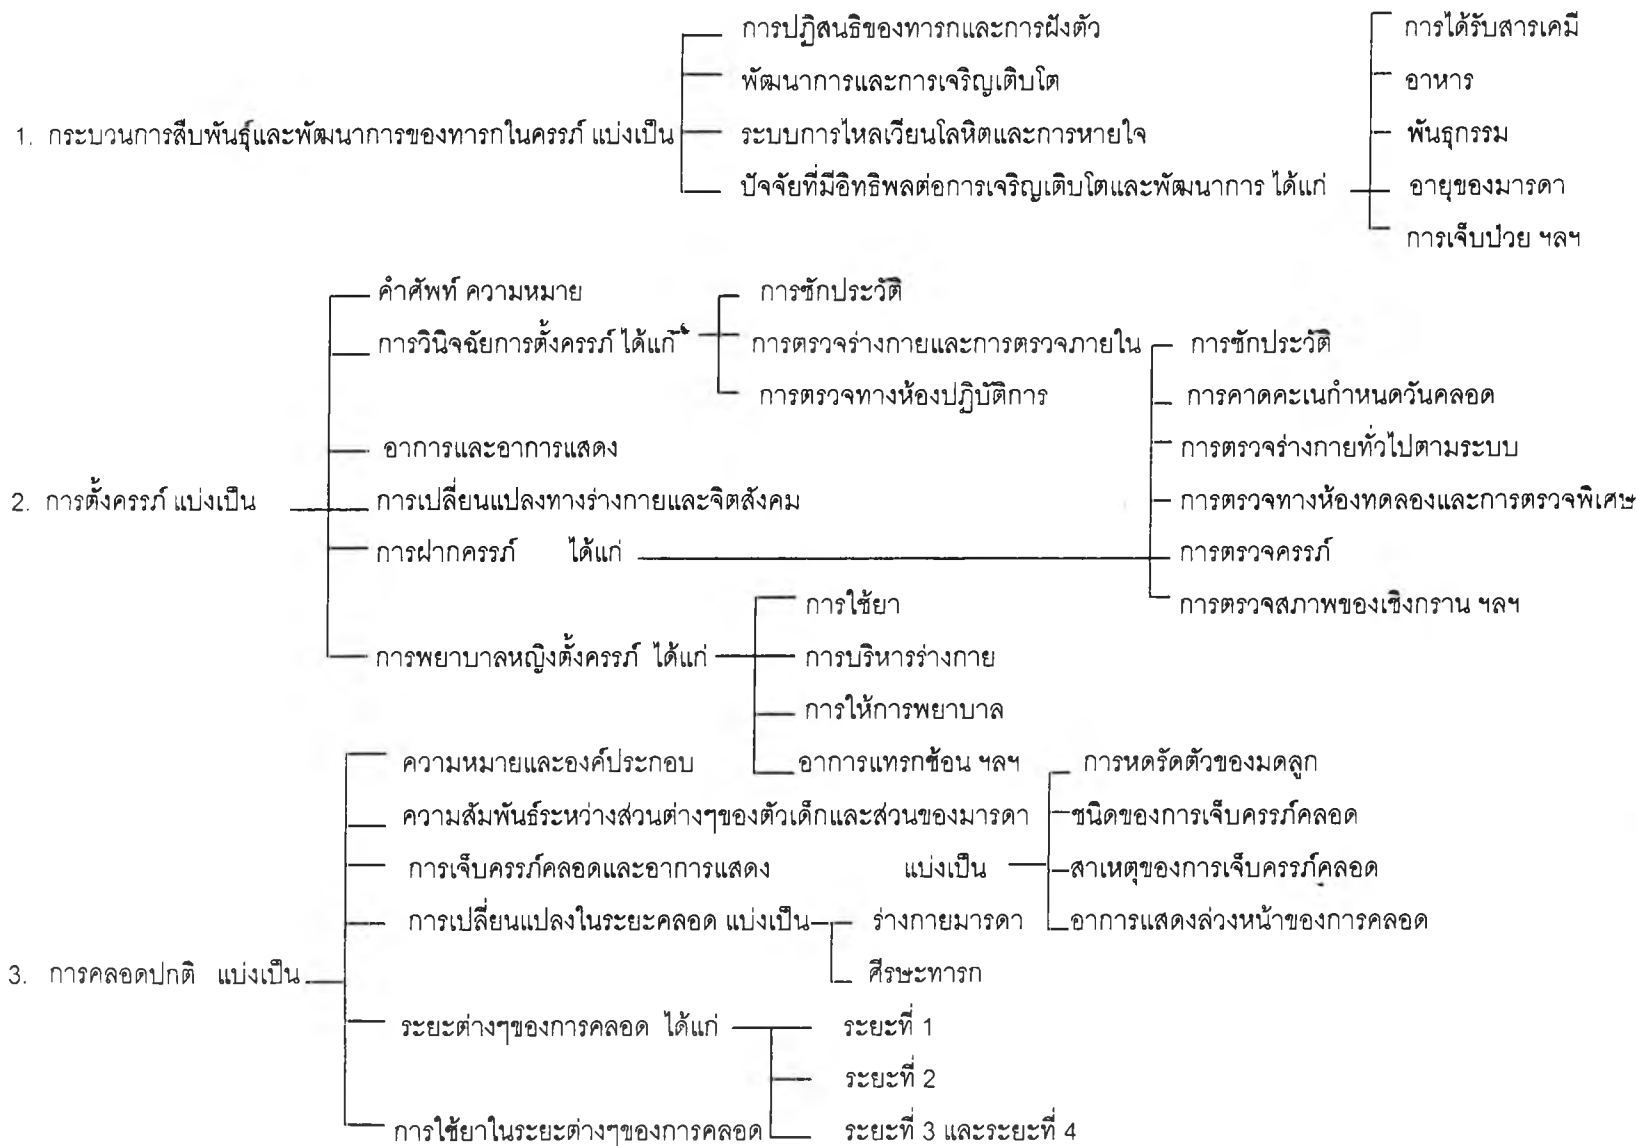 การปฏิสนธิของทารกและการฝังตัว
พัฒนาการและการเจริญเติบโต
1. กระบวนการสืบพันธุ์และพัฒนาการของทารกในครรภ์ แบ่งเป็น
ระบบการไหลเวียนโลหิตและการหายใจ
ปัจจัยที่มีอิทธิพลต่อการเจริญเติบโตและพัฒนาการ ได้แก่
การได้รับสารเคมี
อาหาร
พันธุกรรม
อายุของมารดา
การเจ็บป่วย ฯลฯ
คำศัพท์ ความหมาย
การวินิจฉัยการตั้งครรภ์ ได้แก่
การซักประวัติ
การตรวจร่างกายและการตรวจภายใน
การตรวจทางห้องปฏิบัติการ
อาการและอาการแสดง
2. การตั้งครรภ์ แบ่งเป็น
การเปลี่ยนแปลงทางร่างกายและจิตสังคม
การฝากครรภ์ ได้แก่
การซักประวัติ
การคาดคะเนกำหนดวันคลอด
การตรวจร่างกายทั่วไปตามระบบ
การตรวจทางห้องทดลองและการตรวจพิเศษ
การตรวจครรภ์
การตรวจสภาพของเชิงกราน ฯลฯ
การพยาบาลหญิงตั้งครรภ์ ได้แก่
การใช้ยา
การบริหารร่างกาย
การให้การพยาบาล
อาการแทรกซ้อน ฯลฯ
ความหมายและองค์ประกอบ
ความสัมพันธ์ระหว่างส่วนต่างๆของตัวเด็กและส่วนของมารดา
การเจ็บครรภ์คลอดและอาการแสดง แบ่งเป็น
การหดรัดตัวของมดลูก
ชนิดของการเจ็บครรภ์คลอด
สาเหตุของการเจ็บครรภ์คลอด
อาการแสดงล่วงหน้าของการคลอด
การเปลี่ยนแปลงในระยะคลอด แบ่งเป็น
ร่างกายมารดา
ศีรษะทารก
3. การคลอดปกติ แบ่งเป็น
ระยะต่างๆของการคลอด ได้แก่
ระยะที่ 1
ระยะที่ 2
ระยะที่ 3 และระยะที่ 4
การใช้ยาในระยะต่างๆของการคลอด